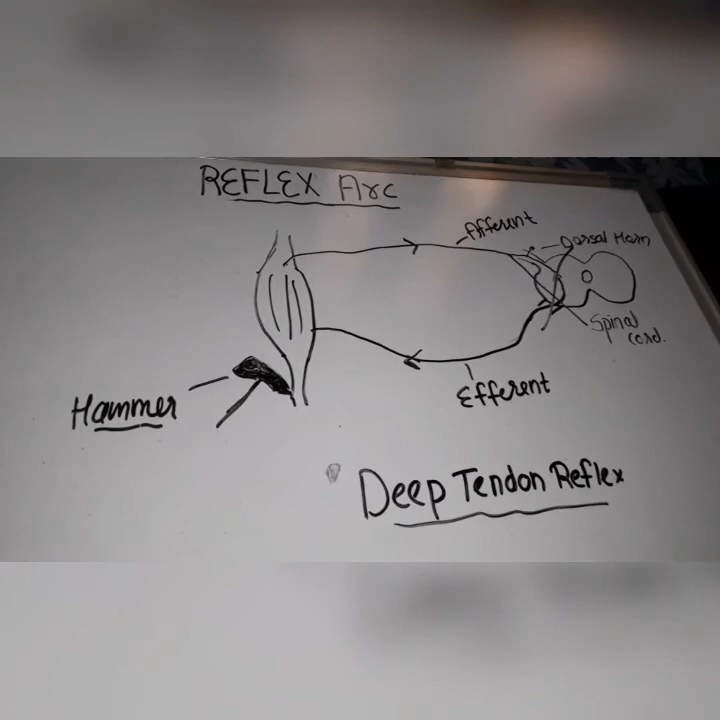 REFLEX Arc
Afferent
Dorsal Horn
Spinal
Cord.
Efferent
Hammer
Deep Tendon Reflex